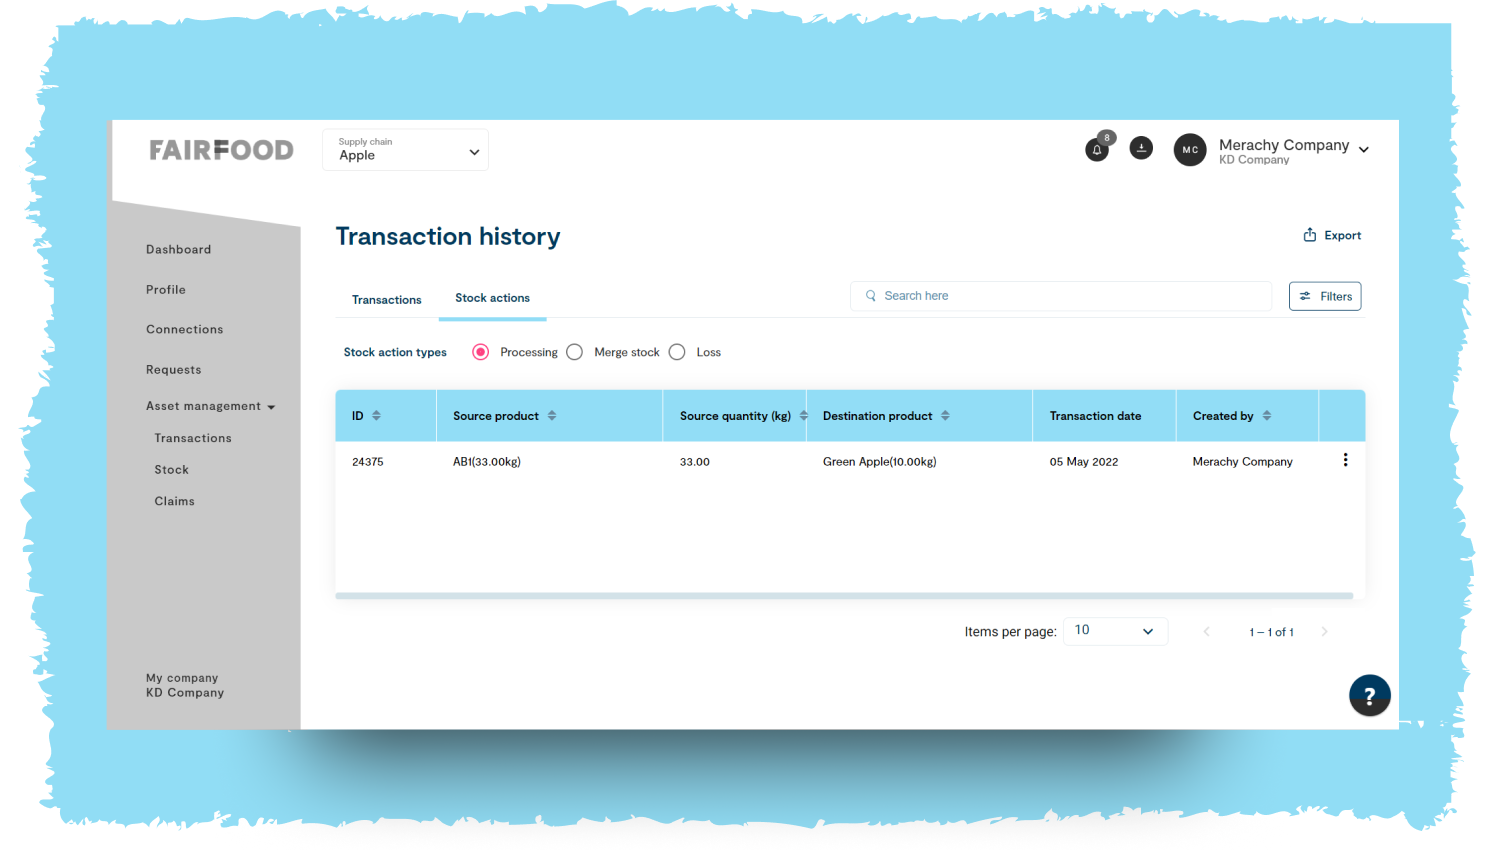 FAIRFOOD
Supply chain
Apple
8
MC
Merachy Company
KD Company
Dashboard
Profile
Connections
Requests
Asset management
Transactions
Stock
Claims
My company
KD Company
Transaction history
Export
Transactions
Stock actions
Search here
Filters
Stock action types
Processing
Merge stock
Loss
ID
Source product
Source quantity (kg)
Destination product
Transaction date
Created by
24375
AB1(33.00kg)
33.00
Green Apple(10.00kg)
05 May 2022
Merachy Company
Items per page:
10
1 – 1 of 1
?